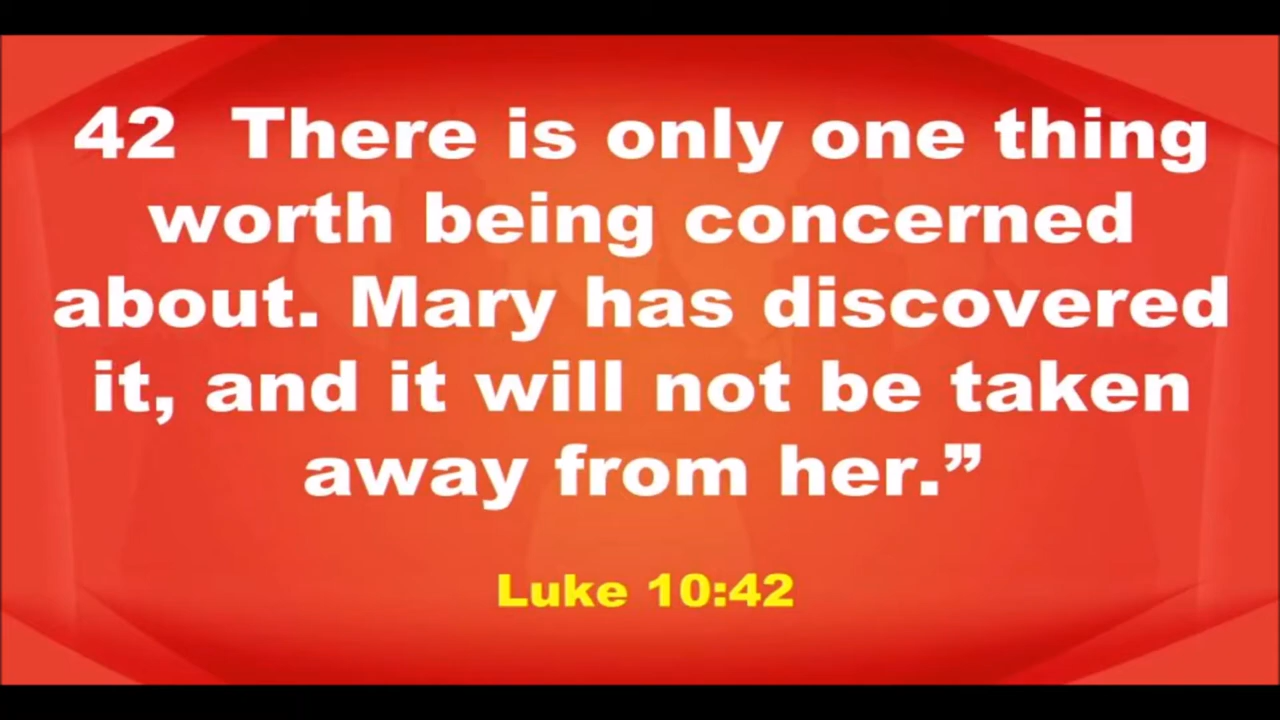 42  There is only one thing
worth being concerned
about. Mary has discovered
it, and it will not be taken
away from her.”
Luke 10:42